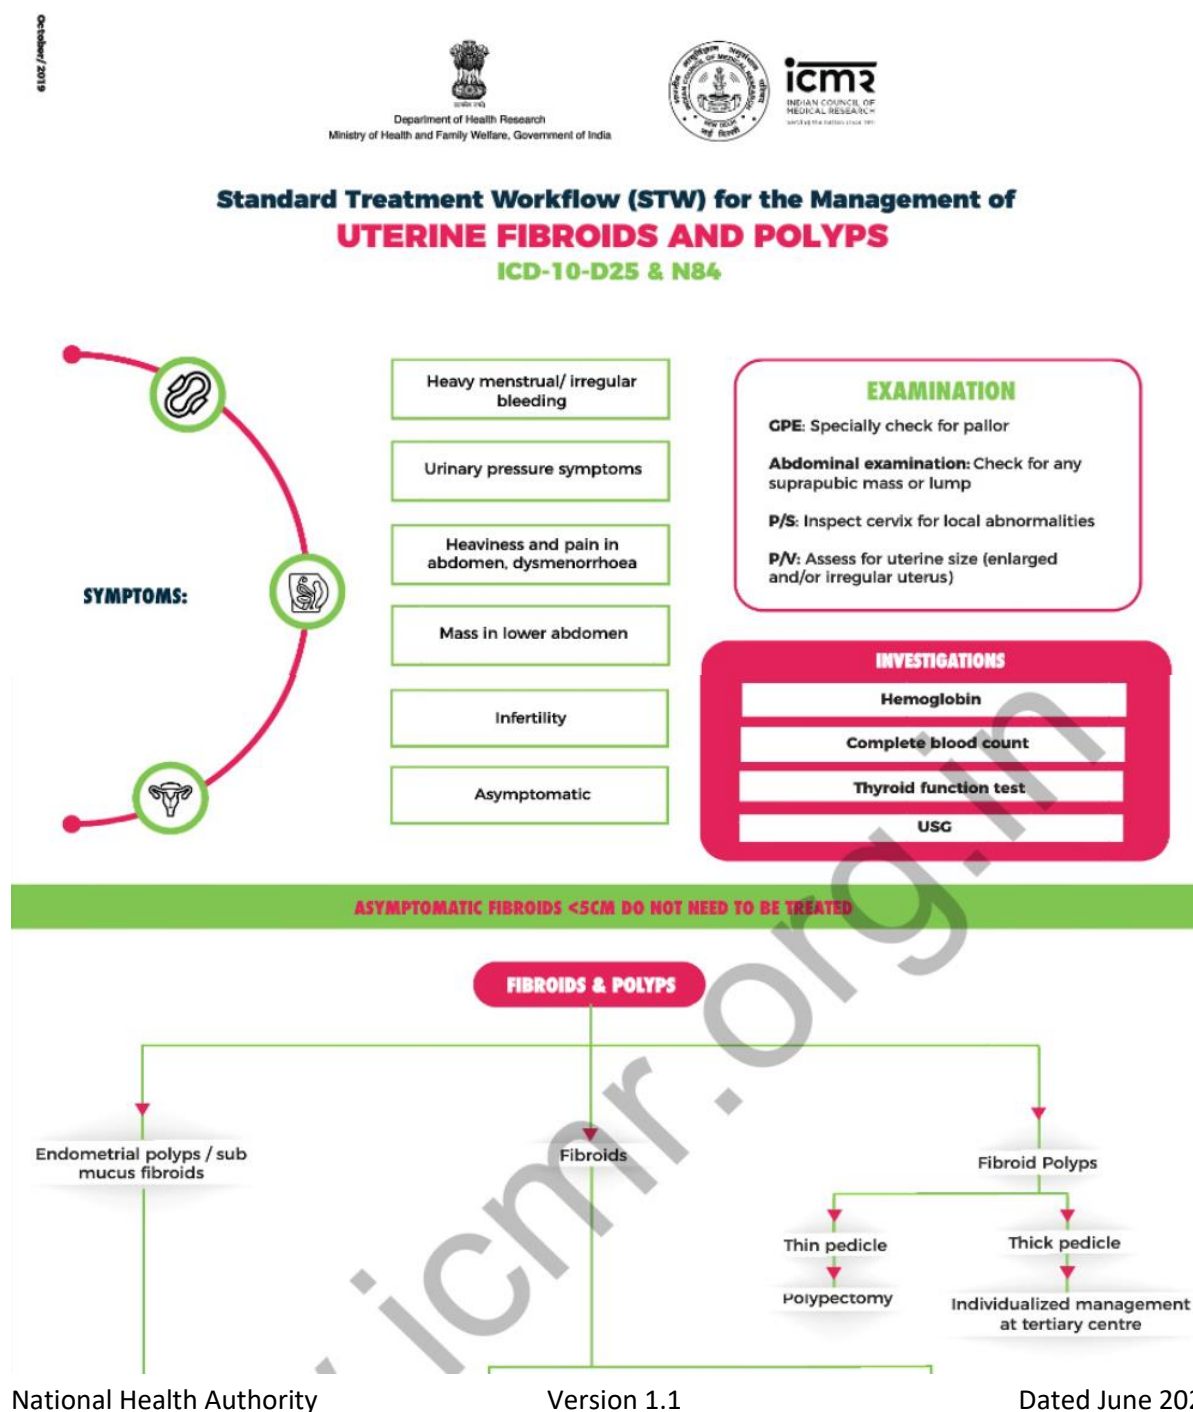 October/ 2019
Department of Health Research
Ministry of Health and Family Welfare, Government of India
icmr
INDIAN COUNCIL OF
MEDICAL RESEARCH
Standard Treatment Workflow (STW) for the Management of
UTERINE FIBROIDS AND POLYPS
ICD-10-D25 & N84
SYMPTOMS:
Heavy menstrual/ irregular
bleeding
Urinary pressure symptoms
Heaviness and pain in
abdomen, dysmenorrhoea
Mass in lower abdomen
Infertility
Asymptomatic
EXAMINATION
GPE: Specially check for pallor
Abdominal examination: Check for any
suprapubic mass or lump
P/S: Inspect cervix for local abnormalities
P/V: Assess for uterine size (enlarged
and/or irregular uterus)
INVESTIGATIONS
Hemoglobin
Complete blood count
Thyroid function test
USG
ASYMPTOMATIC FIBROIDS <5CM DO NOT NEED TO BE TREATED
FIBROIDS & POLYPS
Endometrial polyps / sub
mucus fibroids
Fibroids
Fibroid Polyps
Thin pedicle
Thick pedicle
Polypectomy
Individualized management
at tertiary centre
icmr.org.in
National Health Authority
Version 1.1
Dated June 202